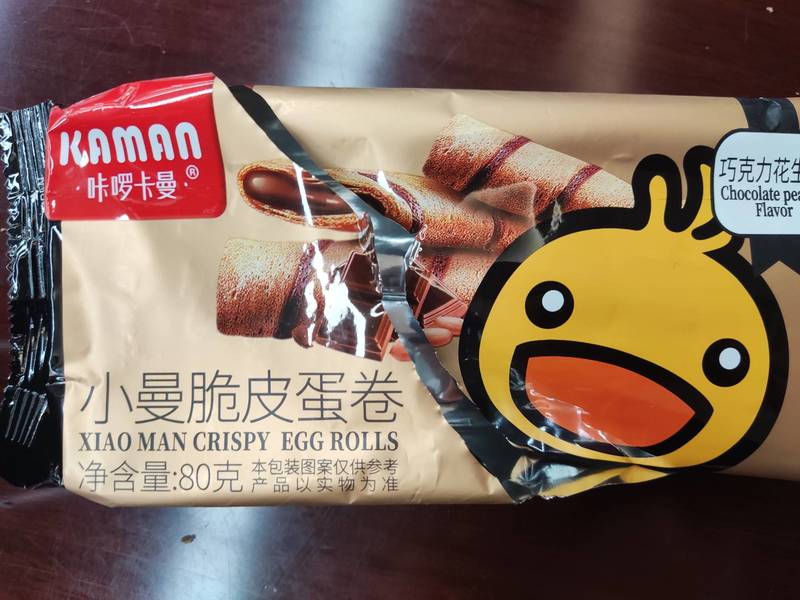 KAMAN
咔啰卡曼®
巧克力花生
Chocolate pea
Flavor
小曼脆皮蛋卷
XIAO MAN CRISPY EGG ROLLS
净含量:80克
本包装图案仅供参考
产品以实物为准